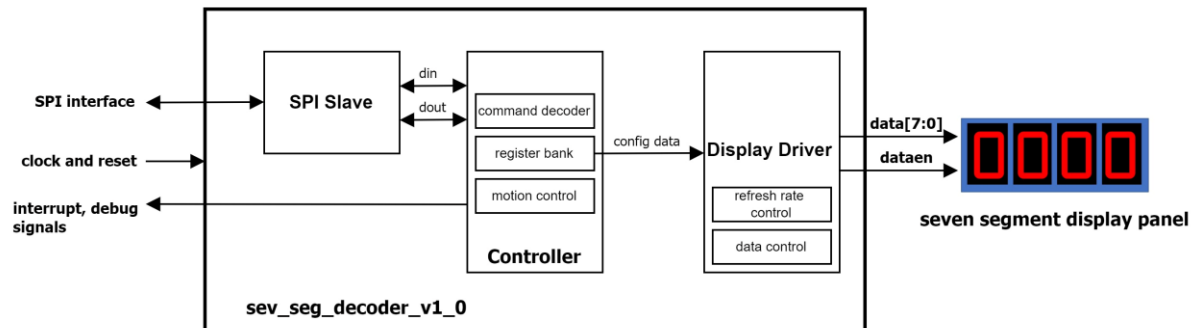 SPI interface
clock and reset
interrupt, debug
signals
SPI Slave
din
dout
command decoder
register bank
motion control
Controller
config data
Display Driver
refresh rate
control
data control
data[7:0]
dataen
0000
seven segment display panel
sev_seg_decoder_v1_0